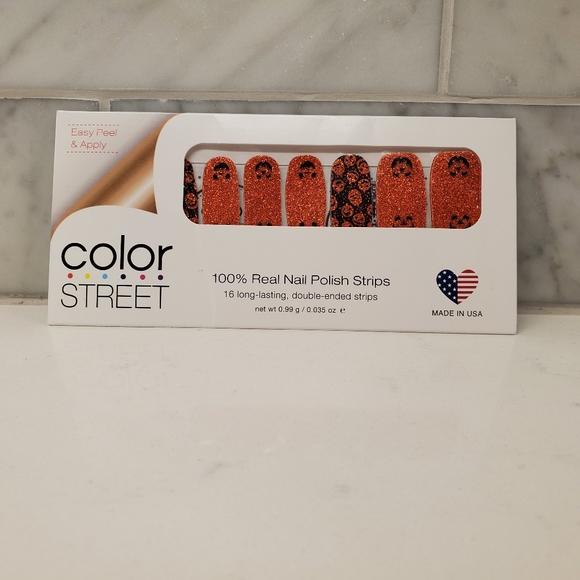 Easy Peel
& Apply
color
STREET
100% Real Nail Polish Strips
16 long-lasting, double-ended strips
net wt 0.99 g / 0.035 oz ℮
MADE IN USA